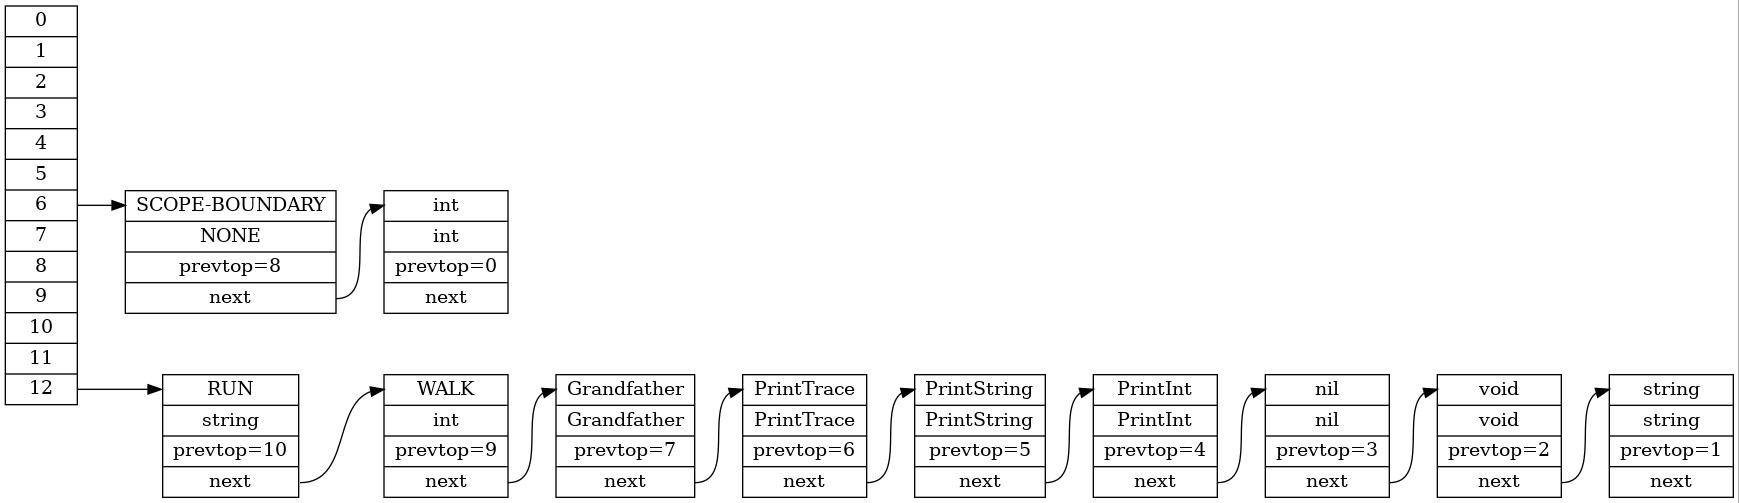 0
1
2
3
4
5
6
7
8
9
10
11
12
SCOPE-BOUNDARY
NONE
prevtop=8
next
int
int
prevtop=0
next
RUN
string
prevtop=10
next
WALK
int
prevtop=9
next
Grandfather
Grandfather
prevtop=7
next
PrintTrace
PrintTrace
prevtop=6
next
PrintString
PrintString
prevtop=5
next
PrintInt
PrintInt
prevtop=4
next
nil
nil
prevtop=3
next
void
void
prevtop=2
next
string
string
prevtop=1
next